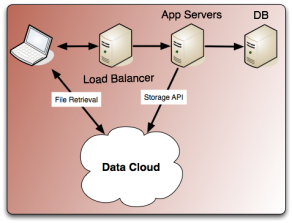 App Servers
DB
Load Balancer
File Retrieval
Storage API
Data Cloud